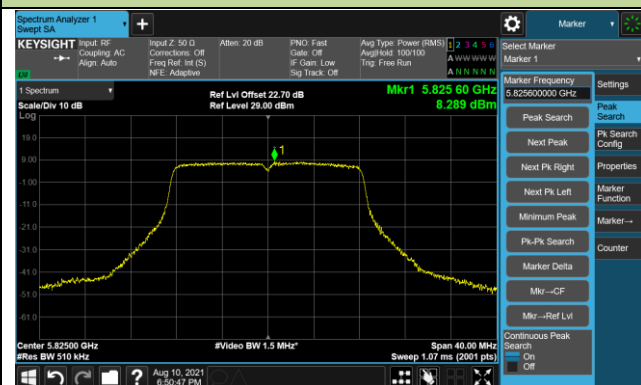 Spectrum Analyzer 1
Swept SA
Marker
KEYSIGHT
Input: RF
Coupling: AC
Align: Auto
Input Z: 50 Ω
Corrections: Off
Freq Ref: Int (S)
NFE: Adaptive
Atten: 20 dB
PNO: Fast
Gate: Off
IF Gain: Low
Sig Track: Off
Avg Type: Power (RMS)
Avg|Hold: 100/100
Trig: Free Run
1 2 3 4 5 6
A W W W W W
A N N N N N
Select Marker
Marker 1
1 Spectrum
Scale/Div 10 dB
Log
Ref Lvl Offset 22.70 dB
Ref Level 29.00 dBm
Mkr1 5.825 60 GHz
8.289 dBm
1
19.0
9.00
-1.00
-11.0
-21.0
-31.0
-41.0
-51.0
-61.0
Center 5.82500 GHz
#Res BW 510 kHz
#Video BW 1.5 MHz*
Span 40.00 MHz
Sweep 1.07 ms (2001 pts)
Marker Frequency
5.825600000 GHz
Peak Search
Next Peak
Next Pk Right
Next Pk Left
Minimum Peak
Pk-Pk Search
Marker Delta
Mkr→CF
Mkr→Ref Lvl
Continuous Peak
Search
On
Off
Settings
Peak
Search
Pk Search
Config
Properties
Marker
Function
Marker→
Counter
Aug 10, 2021
6:50:47 PM